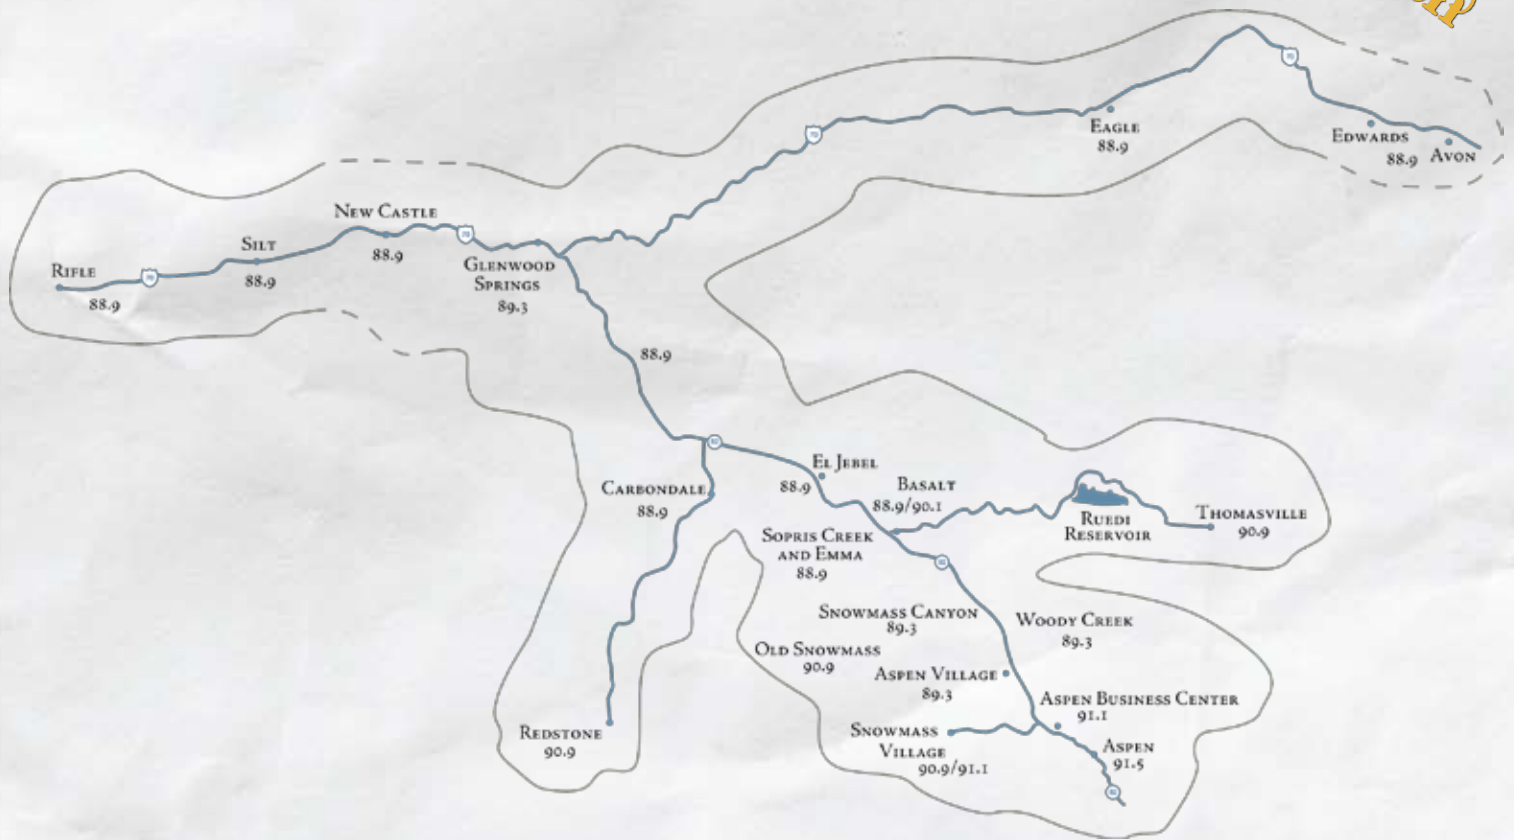 Eagle
88.9
Edwards
88.9
Avon
New Castle
88.9
Silt
88.9
Rifle
88.9
Glenwood
Springs
89.3
88.9
Carbondale
88.9
El Jebel
88.9
Basalt
88.9/90.1
Ruedi
Reservoir
Thomasville
90.9
Sopris Creek
and Emma
88.9
Snowmass Canyon
89.3
Woody Creek
89.3
Old Snowmass
90.9
Aspen Village
89.3
Aspen Business Center
91.1
Redstone
90.9
Snowmass
Village
90.9/91.1
Aspen
91.5